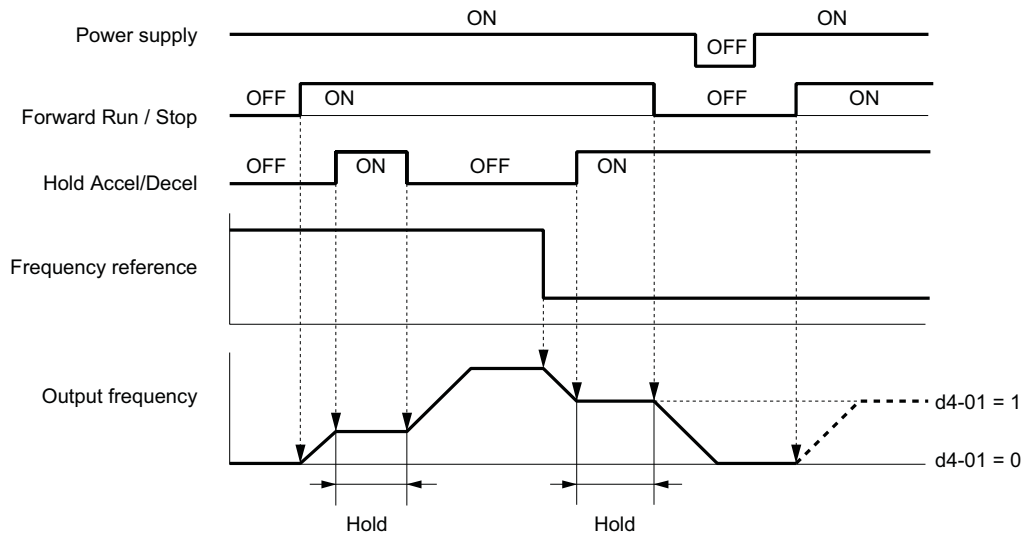 ON
ON
Power supply
OFF
OFF
ON
OFF
ON
Forward Run / Stop
OFF
ON
OFF
ON
Hold Accel/Decel
Frequency reference
Output frequency
d4-01 = 1
d4-01 = 0
Hold
Hold